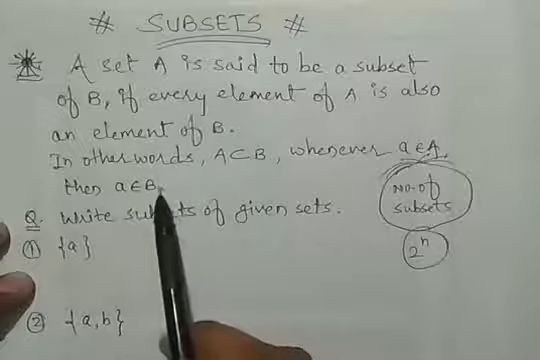 # SUBSETS #
A set A is said to be a subset
of B, if every element of A is also
an element of B.
In other words, A⊂B, whenever a∈A,
then a∈B,
No. of
subsets
2ⁿ
Q. Write subsets of given sets.
① {a}
② {a,b}